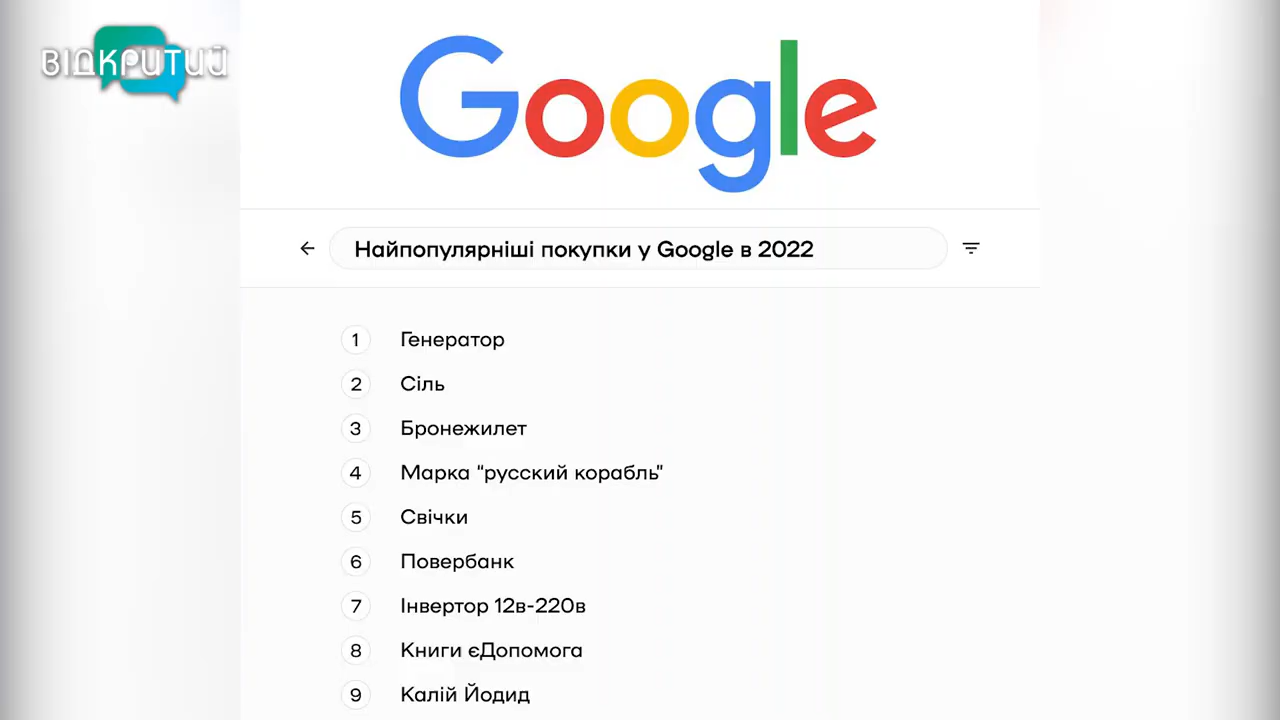 ВІДКРИТИЙ
Google
Найпопулярніші покупки у Google в 2022
1 Генератор
2 Сіль
3 Бронежилет
4 Марка “русский корабль”
5 Свічки
6 Повербанк
7 Інвертор 12в-220в
8 Книги єДопомога
9 Калій Йодид